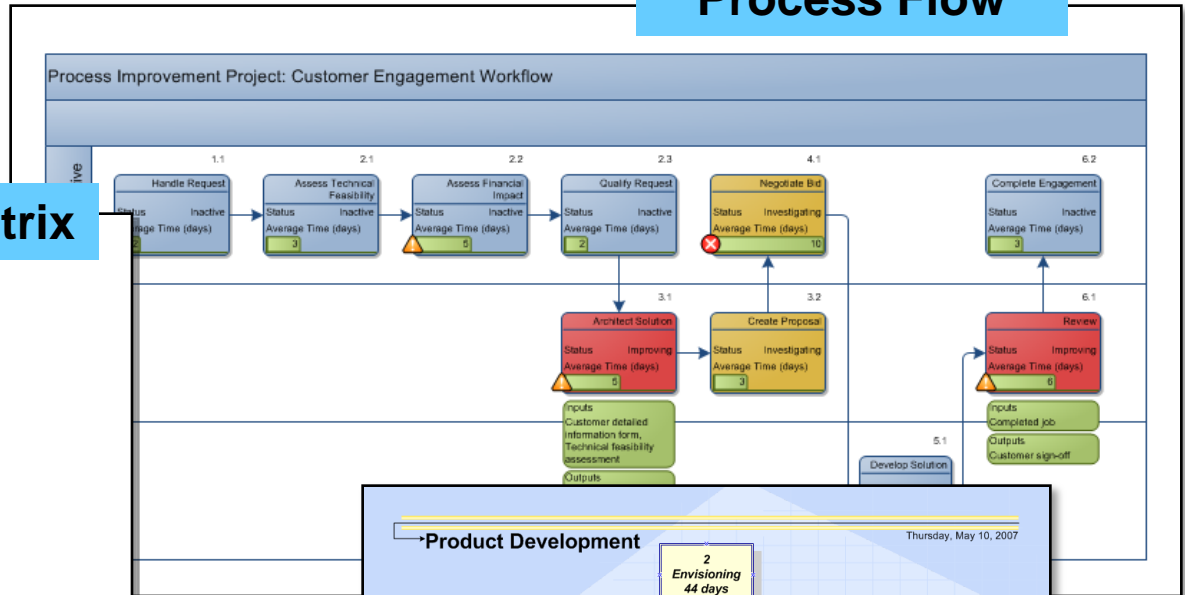 Process Flow
Process Improvement Project: Customer Engagement Workflow
trix
1.1
Handle Request
Status Inactive
Average Time (days)
2
2.1
Assess Technical
Feasibility
Status Inactive
Average Time (days)
3
2.2
Assess Financial
Impact
Status Inactive
Average Time (days)
5
2.3
Qualify Request
Status Inactive
Average Time (days)
2
4.1
Negotiate Bid
Status Investigating
Average Time (days)
10
6.2
Complete Engagement
Status Inactive
Average Time (days)
3
3.1
Architect Solution
Status Improving
Average Time (days)
5
Inputs
Customer detailed
information form,
Technical feasibility
assessment
Outputs
3.2
Create Proposal
Status Investigating
Average Time (days)
3
5.1
Develop Solution
6.1
Review
Status Improving
Average Time (days)
6
Inputs
Completed job
Outputs
Customer sign-off
Product Development
Thursday, May 10, 2007
2
Envisioning
44 days